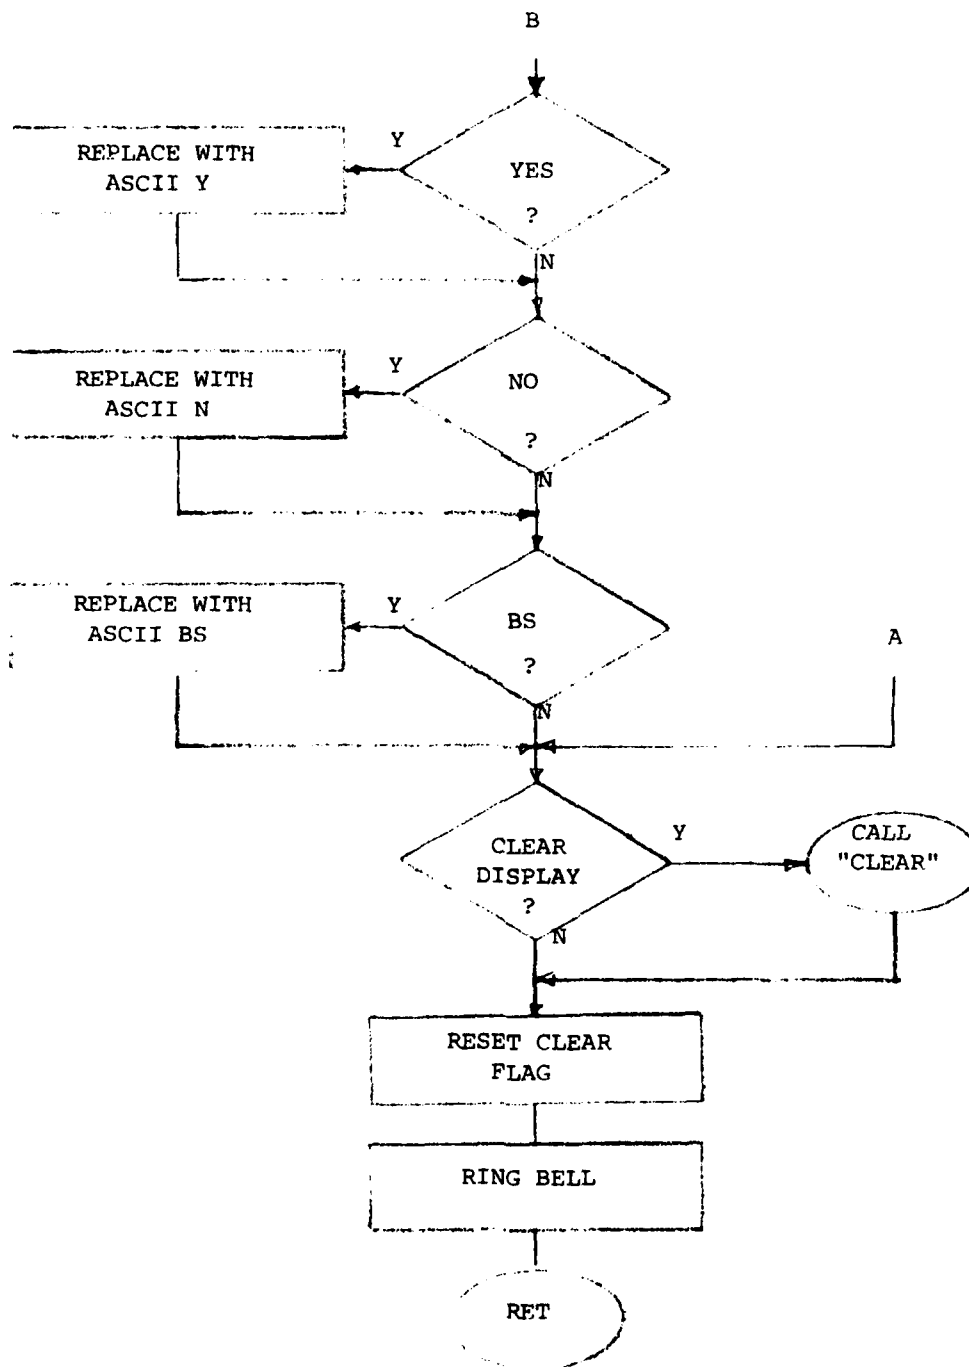 B
Y
REPLACE WITH
ASCII Y
YES
?
N
Y
REPLACE WITH
ASCII N
NO
?
N
REPLACE WITH
ASCII BS
Y
BS
?
A
N
CLEAR
DISPLAY
?
Y
CALL
"CLEAR"
N
RESET CLEAR
FLAG
RING BELL
RET